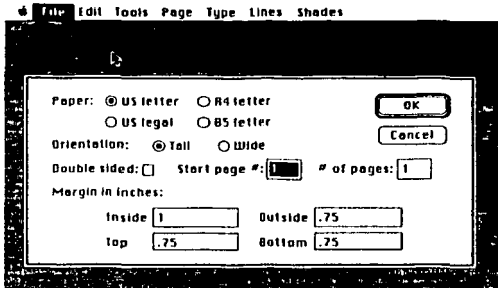 File Edit Tools Page Type Lines Shades
Paper: US letter A4 letter OK
US legal B5 letter Cancel
Orientation: Tall Wide
Double sided: Start page #: 1 # of pages: 1
Margin in inches:
Inside 1 Outside .75
Top .75 Bottom .75